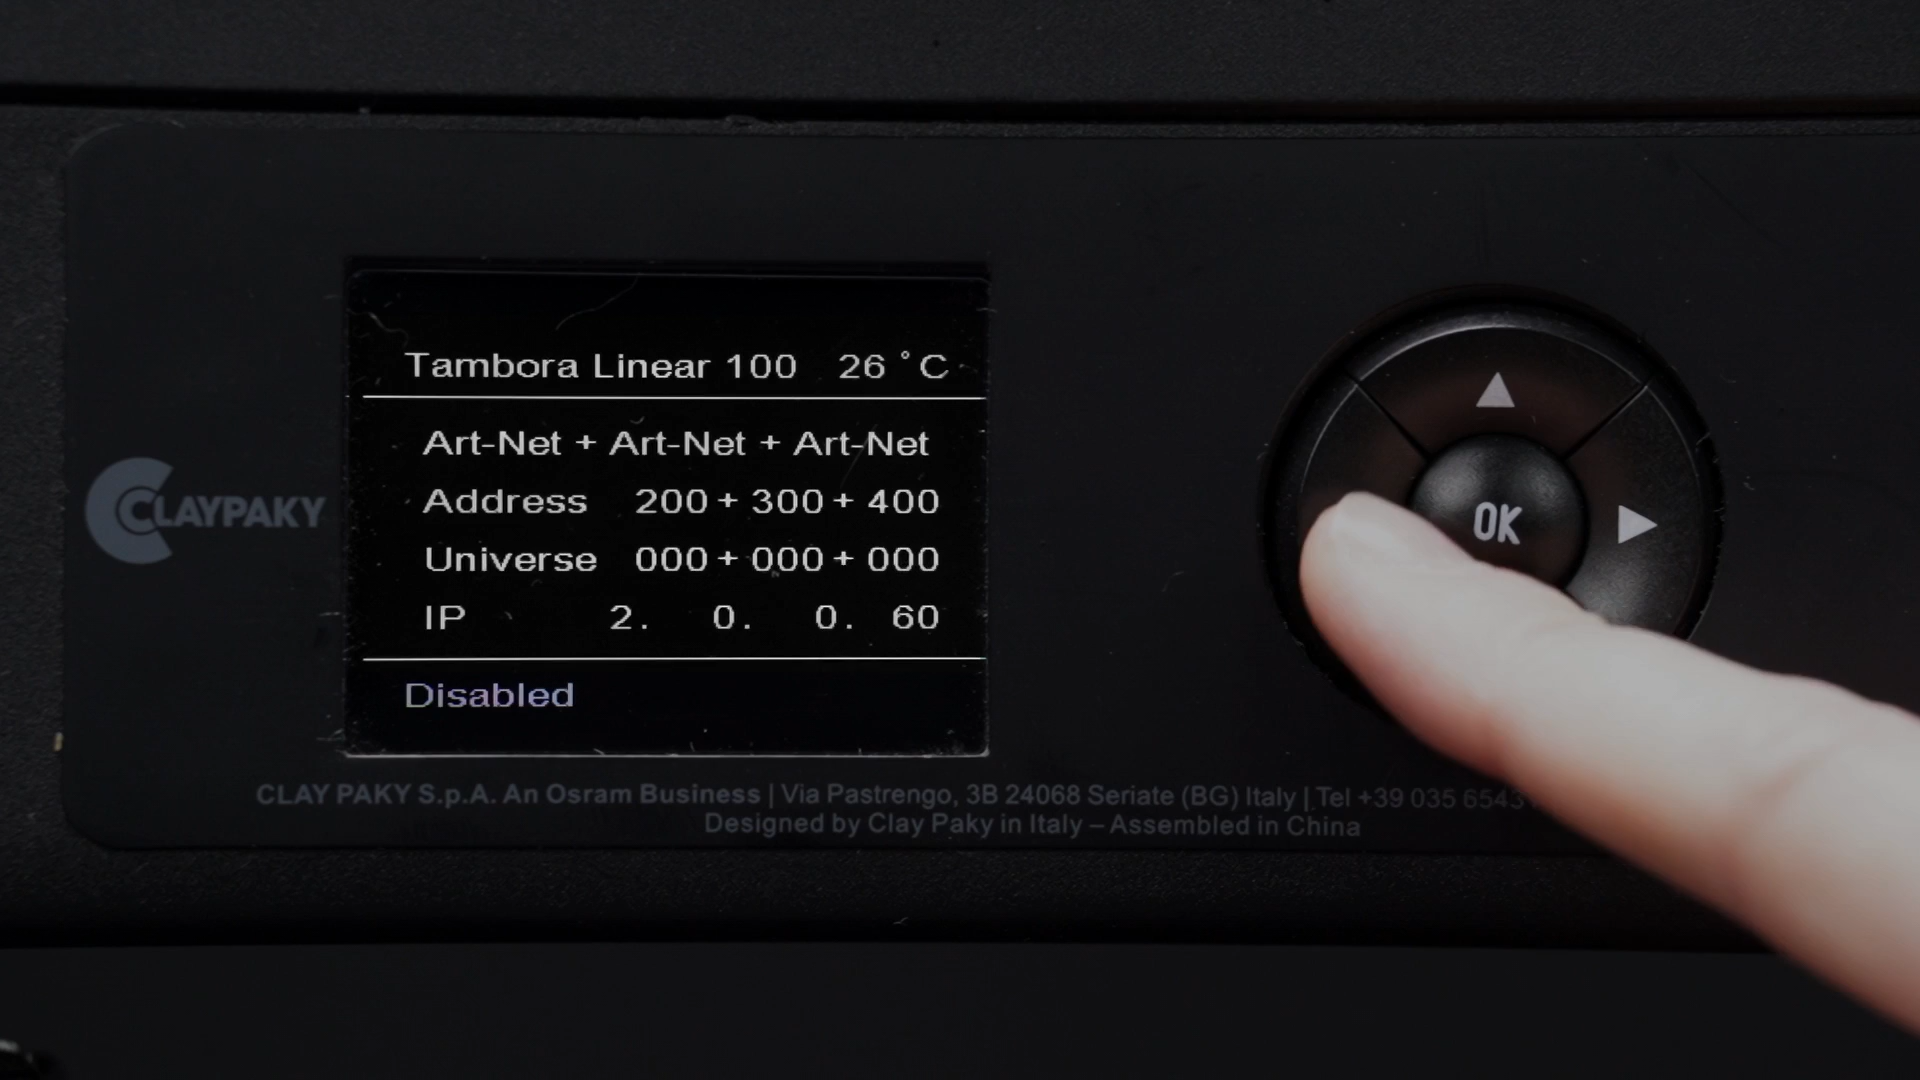 Tambora Linear 100 26°C
Art-Net + Art-Net + Art-Net
Address 200 + 300 + 400
Universe 000 + 000 + 000
IP 2. 0. 0. 60
Disabled
CLAYPAKY
OK
CLAY PAKY S.p.A. An Osram Business | Via Pastrengo, 3B 24068 Seriate (BG) Italy | Tel +39 035 6543
Designed by Clay Paky in Italy – Assembled in China